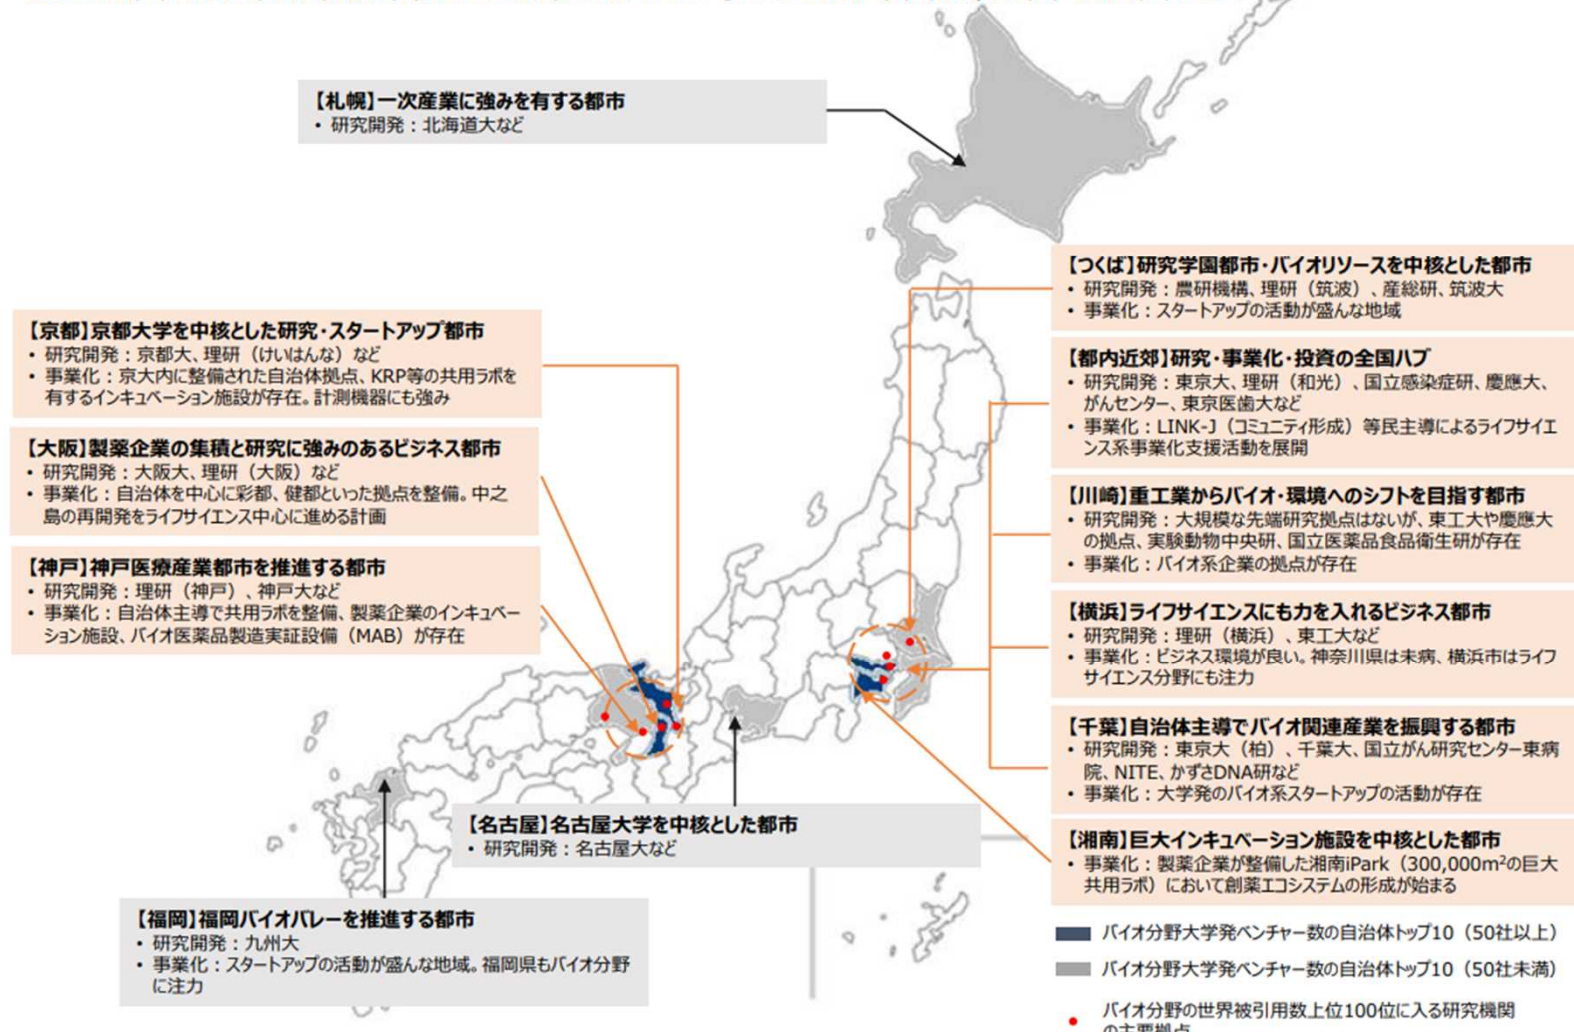 【札幌】一次産業に強みを有する都市
• 研究開発：北海道大など
【京都】京都大学を中核とした研究・スタートアップ都市
• 研究開発：京都大、理研（けいはんな）など
• 事業化：京大内に整備された自治体拠点、KRP等の共用ラボを
有するインキュベーション施設が存在。計測機器にも強み
【大阪】製薬企業の集積と研究に強みのあるビジネス都市
• 研究開発：大阪大、理研（大阪）など
• 事業化：自治体を中心に彩都、健都といった拠点を整備。中之
島の再開発をライフサイエンス中心に進める計画
【神戸】神戸医療産業都市を推進する都市
• 研究開発：理研（神戸）、神戸大など
• 事業化：自治体主導で共用ラボを整備、製薬企業のインキュベー
ション施設、バイオ医薬品製造実証設備（MAB）が存在
【つくば】研究学園都市・バイオリソースを中核とした都市
• 研究開発：農研機構、理研（筑波）、産総研、筑波大
• 事業化：スタートアップの活動が盛んな地域
【都内近郊】研究・事業化・投資の全国ハブ
• 研究開発：東京大、理研（和光）、国立感染症研、慶應大、
がんセンター、東京医歯大など
• 事業化：LINK-J（コミュニティ形成）等民主導によるライフサイエ
ンス系事業化支援活動を展開
【川崎】重工業からバイオ・環境へのシフトを目指す都市
• 研究開発：大規模な先端研究拠点はないが、東工大や慶應大
の拠点、実験動物中央研、国立医薬品食品衛生研が存在
• 事業化：バイオ系企業の拠点が存在
【横浜】ライフサイエンスにも力を入れるビジネス都市
• 研究開発：理研（横浜）、東工大など
• 事業化：ビジネス環境が良い。神奈川県は未病、横浜市はライフ
サイエンス分野にも注力
【千葉】自治体主導でバイオ関連産業を振興する都市
• 研究開発：東京大（柏）、千葉大、国立がん研究センター東病
院、NITE、かずさDNA研など
• 事業化：大学発のバイオ系スタートアップの活動が存在
【湘南】巨大インキュベーション施設を中核とした都市
• 事業化：製薬企業が整備した湘南iPark（300,000m²の巨大
共用ラボ）において創薬エコシステムの形成が始まる
【名古屋】名古屋大学を中核とした都市
• 研究開発：名古屋大など
【福岡】福岡バイオバレーを推進する都市
• 研究開発：九州大
• 事業化：スタートアップの活動が盛んな地域。福岡県もバイオ分野
に注力
バイオ分野大学発ベンチャー数の自治体トップ10（50社以上）
バイオ分野大学発ベンチャー数の自治体トップ10（50社未満）
バイオ分野の世界被引用数上位100位に入る研究機関
の主要拠点